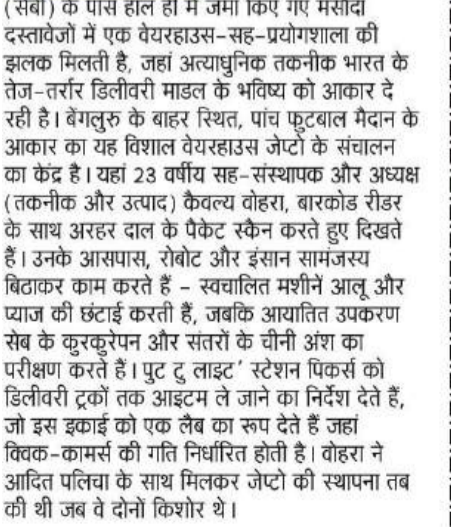 (सेबी) के पास हाल ही में जमा किए गए मसौदा
दस्तावेजों में एक वेयरहाउस-सह-प्रयोगशाला की
झलक मिलती है, जहां अत्याधुनिक तकनीक भारत के
तेज-तर्रार डिलीवरी माडल के भविष्य को आकार दे
रही है। बेंगलुरु के बाहर स्थित, पांच फुटबाल मैदान के
आकार का यह विशाल वेयरहाउस जेप्टो के संचालन
का केंद्र है। यहां 23 वर्षीय सह-संस्थापक और अध्यक्ष
(तकनीक और उत्पाद) कैवल्य वोहरा, बारकोड रीडर
के साथ अरहर दाल के पैकेट स्कैन करते हुए दिखते
हैं। उनके आसपास, रोबोट और इंसान सामंजस्य
बिठाकर काम करते हैं - स्वचालित मशीनें आलू और
प्याज की छंटाई करती हैं, जबकि आयातित उपकरण
सेब के कुरकुरेपन और संतरों के चीनी अंश का
परीक्षण करते हैं। पुट टु लाइट' स्टेशन पिकर्स को
डिलीवरी ट्रकों तक आइटम ले जाने का निर्देश देते हैं,
जो इस इकाई को एक लैब का रूप देते हैं जहां
क्विक-कामर्स की गति निर्धारित होती है। वोहरा ने
आदित पलिचा के साथ मिलकर जेप्टो की स्थापना तब
की थी जब वे दोनों किशोर थे।